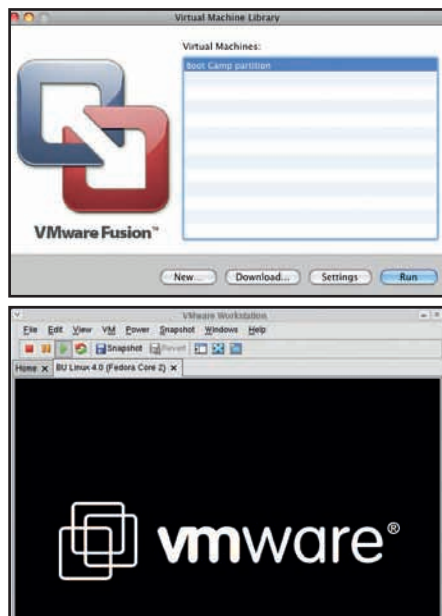 Virtual Machine Library
Virtual Machines:
Boot Camp partition
VMware Fusion™
New...
Download...
Settings
Run
VMware Workstation
File Edit View VM Power Snapshot Windows Help
Snapshot Revert
Home x BU Linux 4.0 (Fedora Core 2) x
vmware®